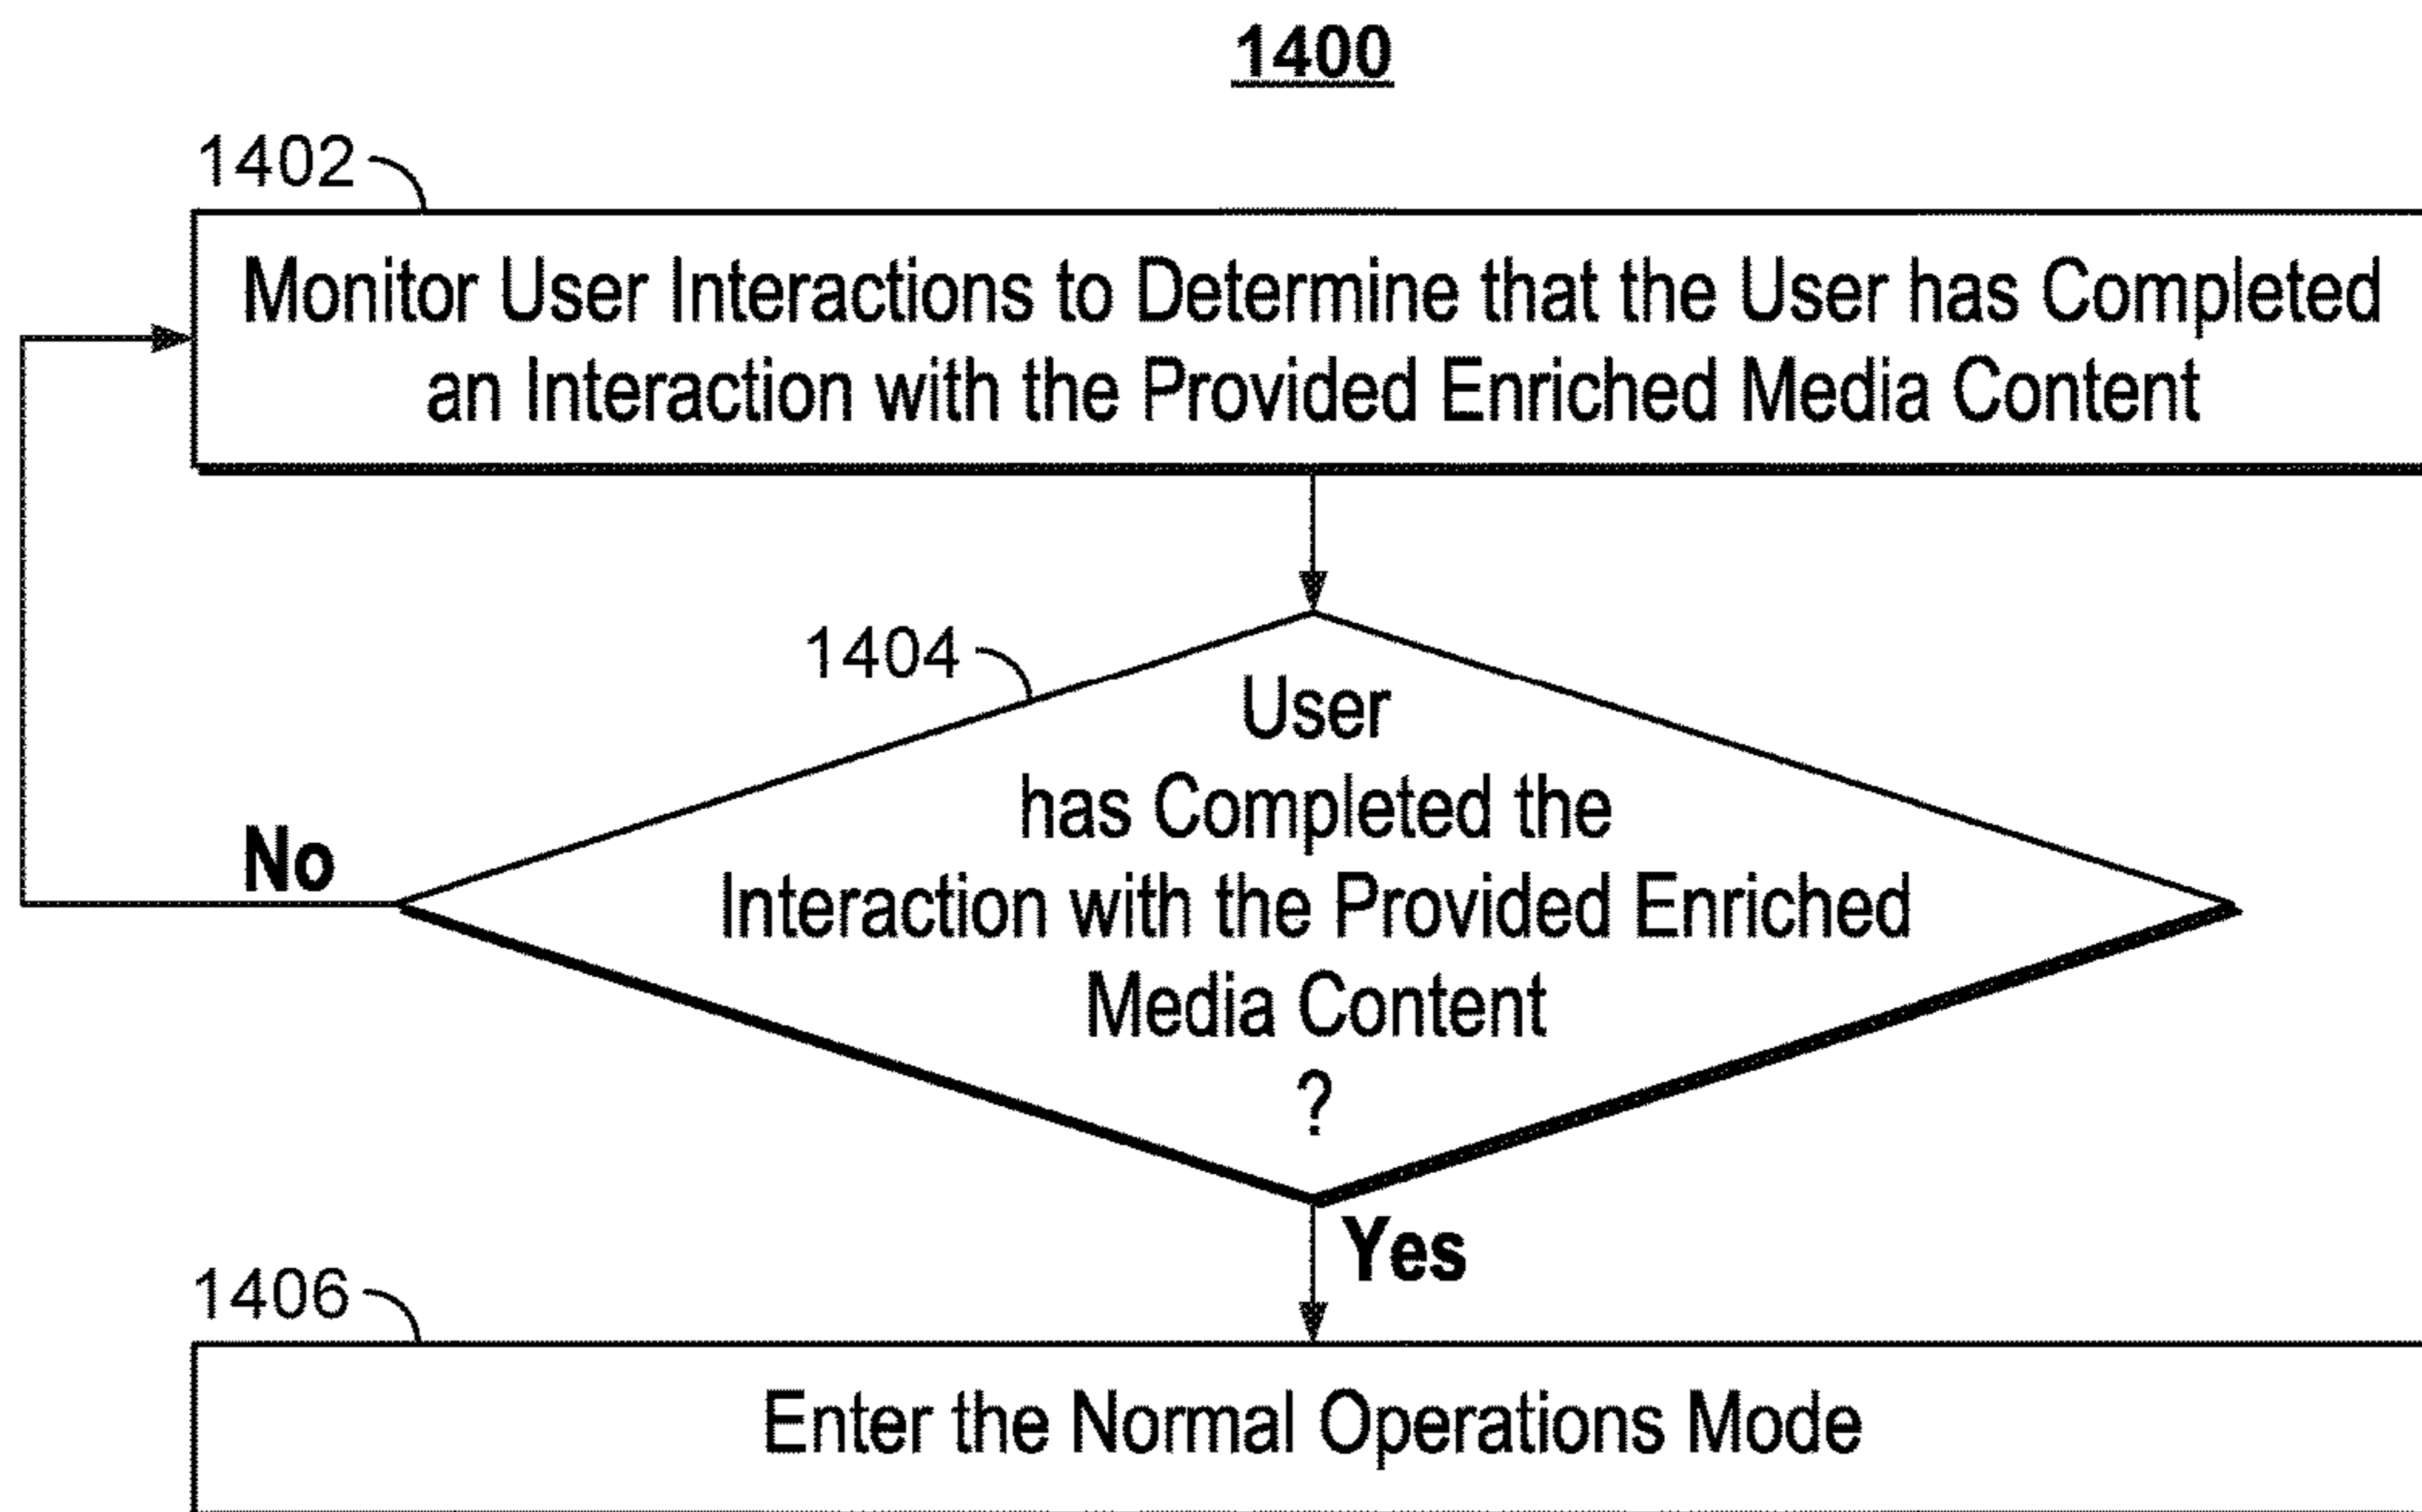 1400
1402
Monitor User Interactions to Determine that the User has Completed
an Interaction with the Provided Enriched Media Content
1404
User
has Completed the
Interaction with the Provided Enriched
Media Content
?
No
Yes
1406
Enter the Normal Operations Mode